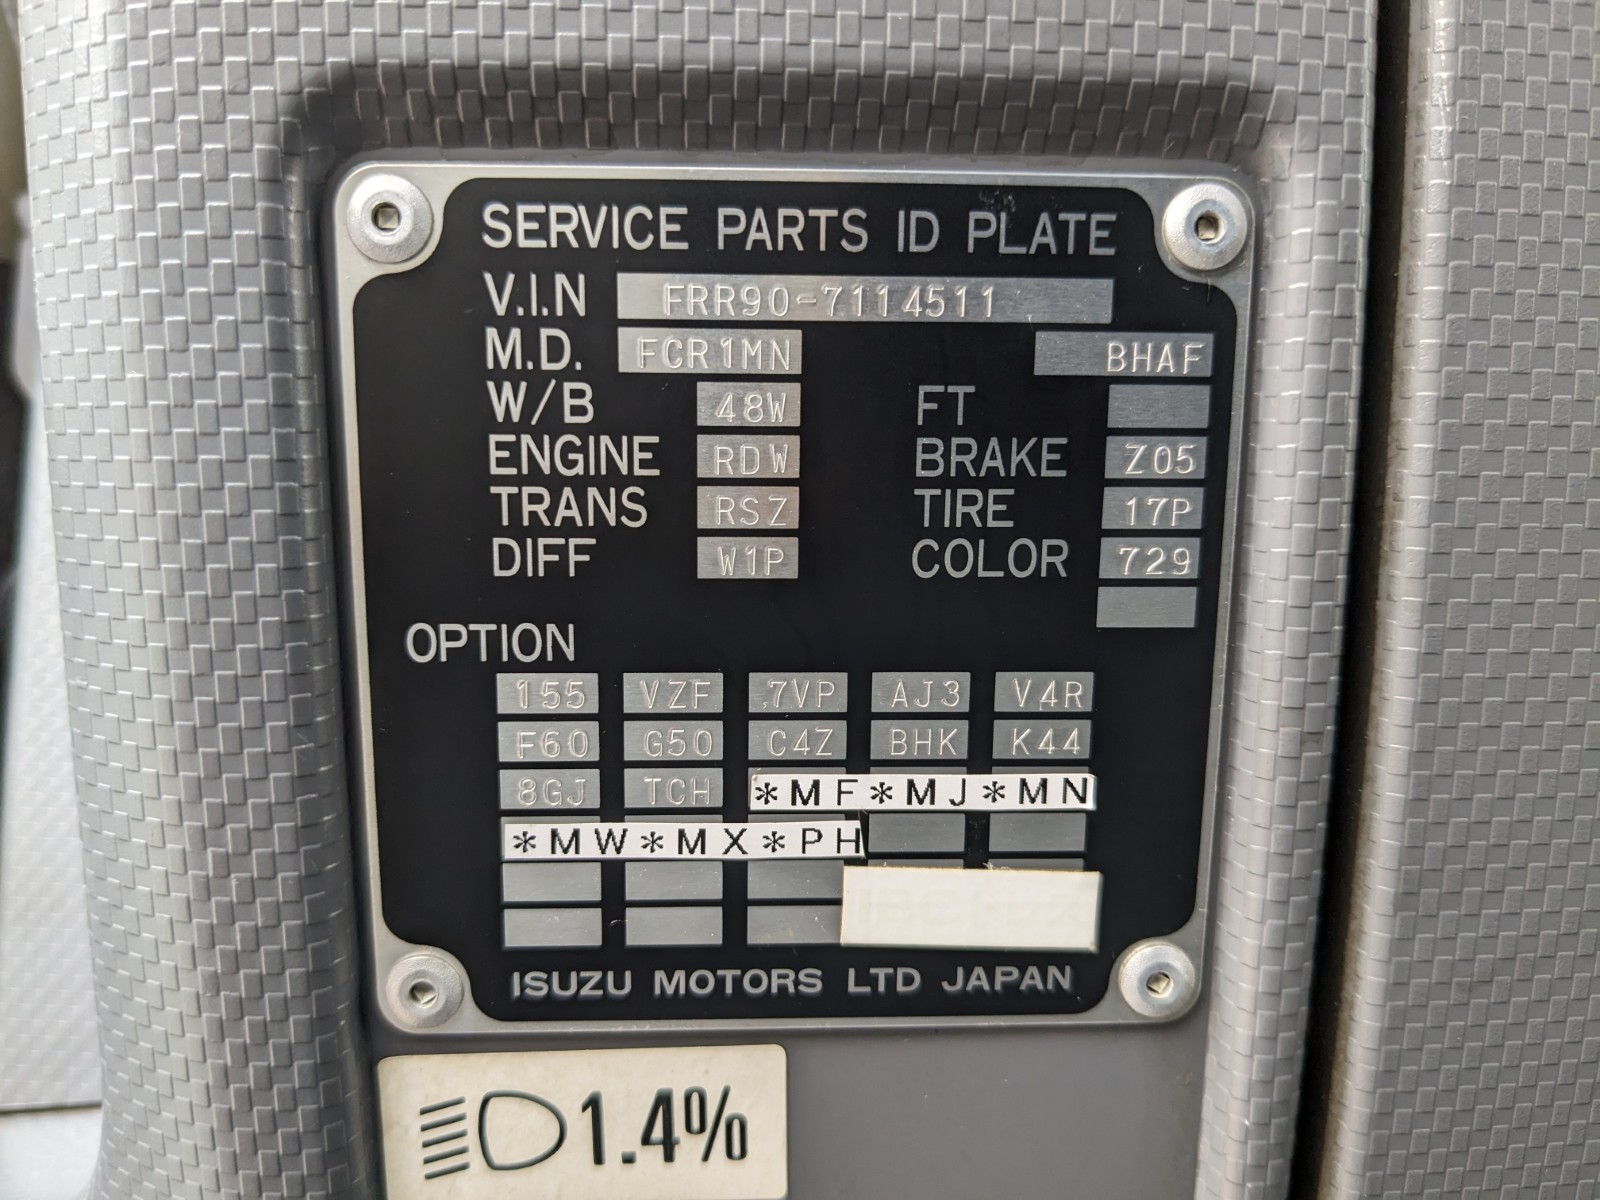 SERVICE PARTS ID PLATE
V.I.N FRR90-7114511
M.D. FCR1MN BHAF
W/B 48W FT
ENGINE RDW BRAKE Z05
TRANS RSZ TIRE 17P
DIFF W1P COLOR 729
OPTION
155 VZF 7VP AJ3 V4R
F60 G50 C4Z BHK K44
8GJ TCH *MF*MJ*MN
*MW*MX*PH
ISUZU MOTORS LTD JAPAN
1.4%